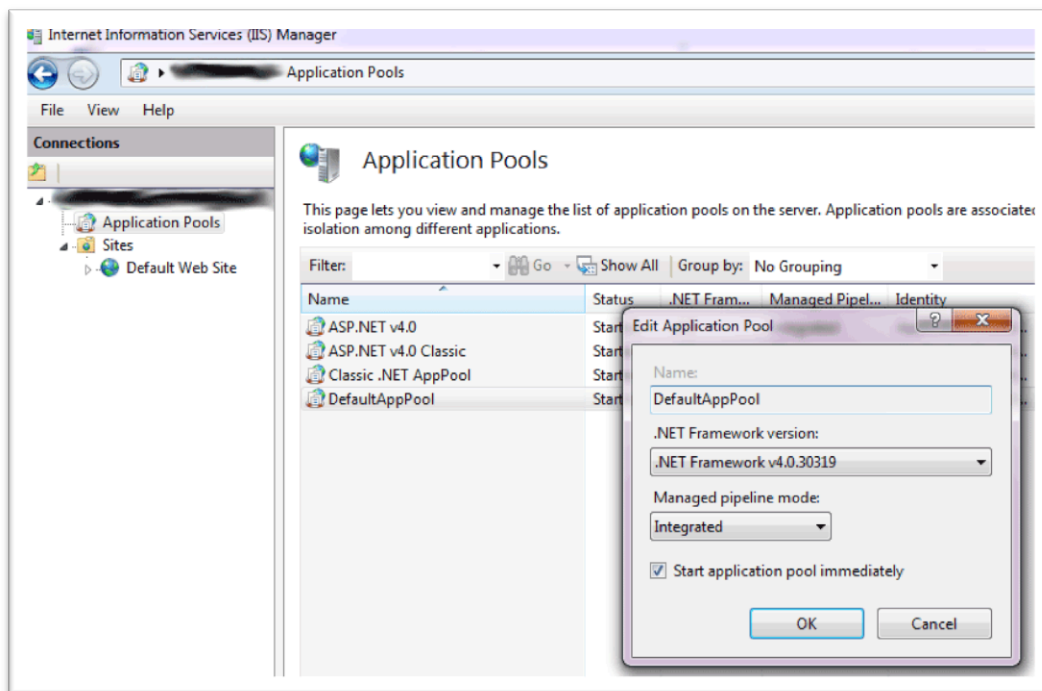 Internet Information Services (IIS) Manager
Application Pools
File View Help
Connections
Application Pools
Sites
Default Web Site
Application Pools
This page lets you view and manage the list of application pools on the server. Application pools are associated
isolation among different applications.
Filter: Go Show All Group by: No Grouping
Name Status .NET Fram... Managed Pipel... Identity
ASP.NET v4.0 Start
ASP.NET v4.0 Classic Start
Classic .NET AppPool Start
DefaultAppPool Start
Edit Application Pool
Name:
DefaultAppPool
.NET Framework version:
.NET Framework v4.0.30319
Managed pipeline mode:
Integrated
Start application pool immediately
OK Cancel